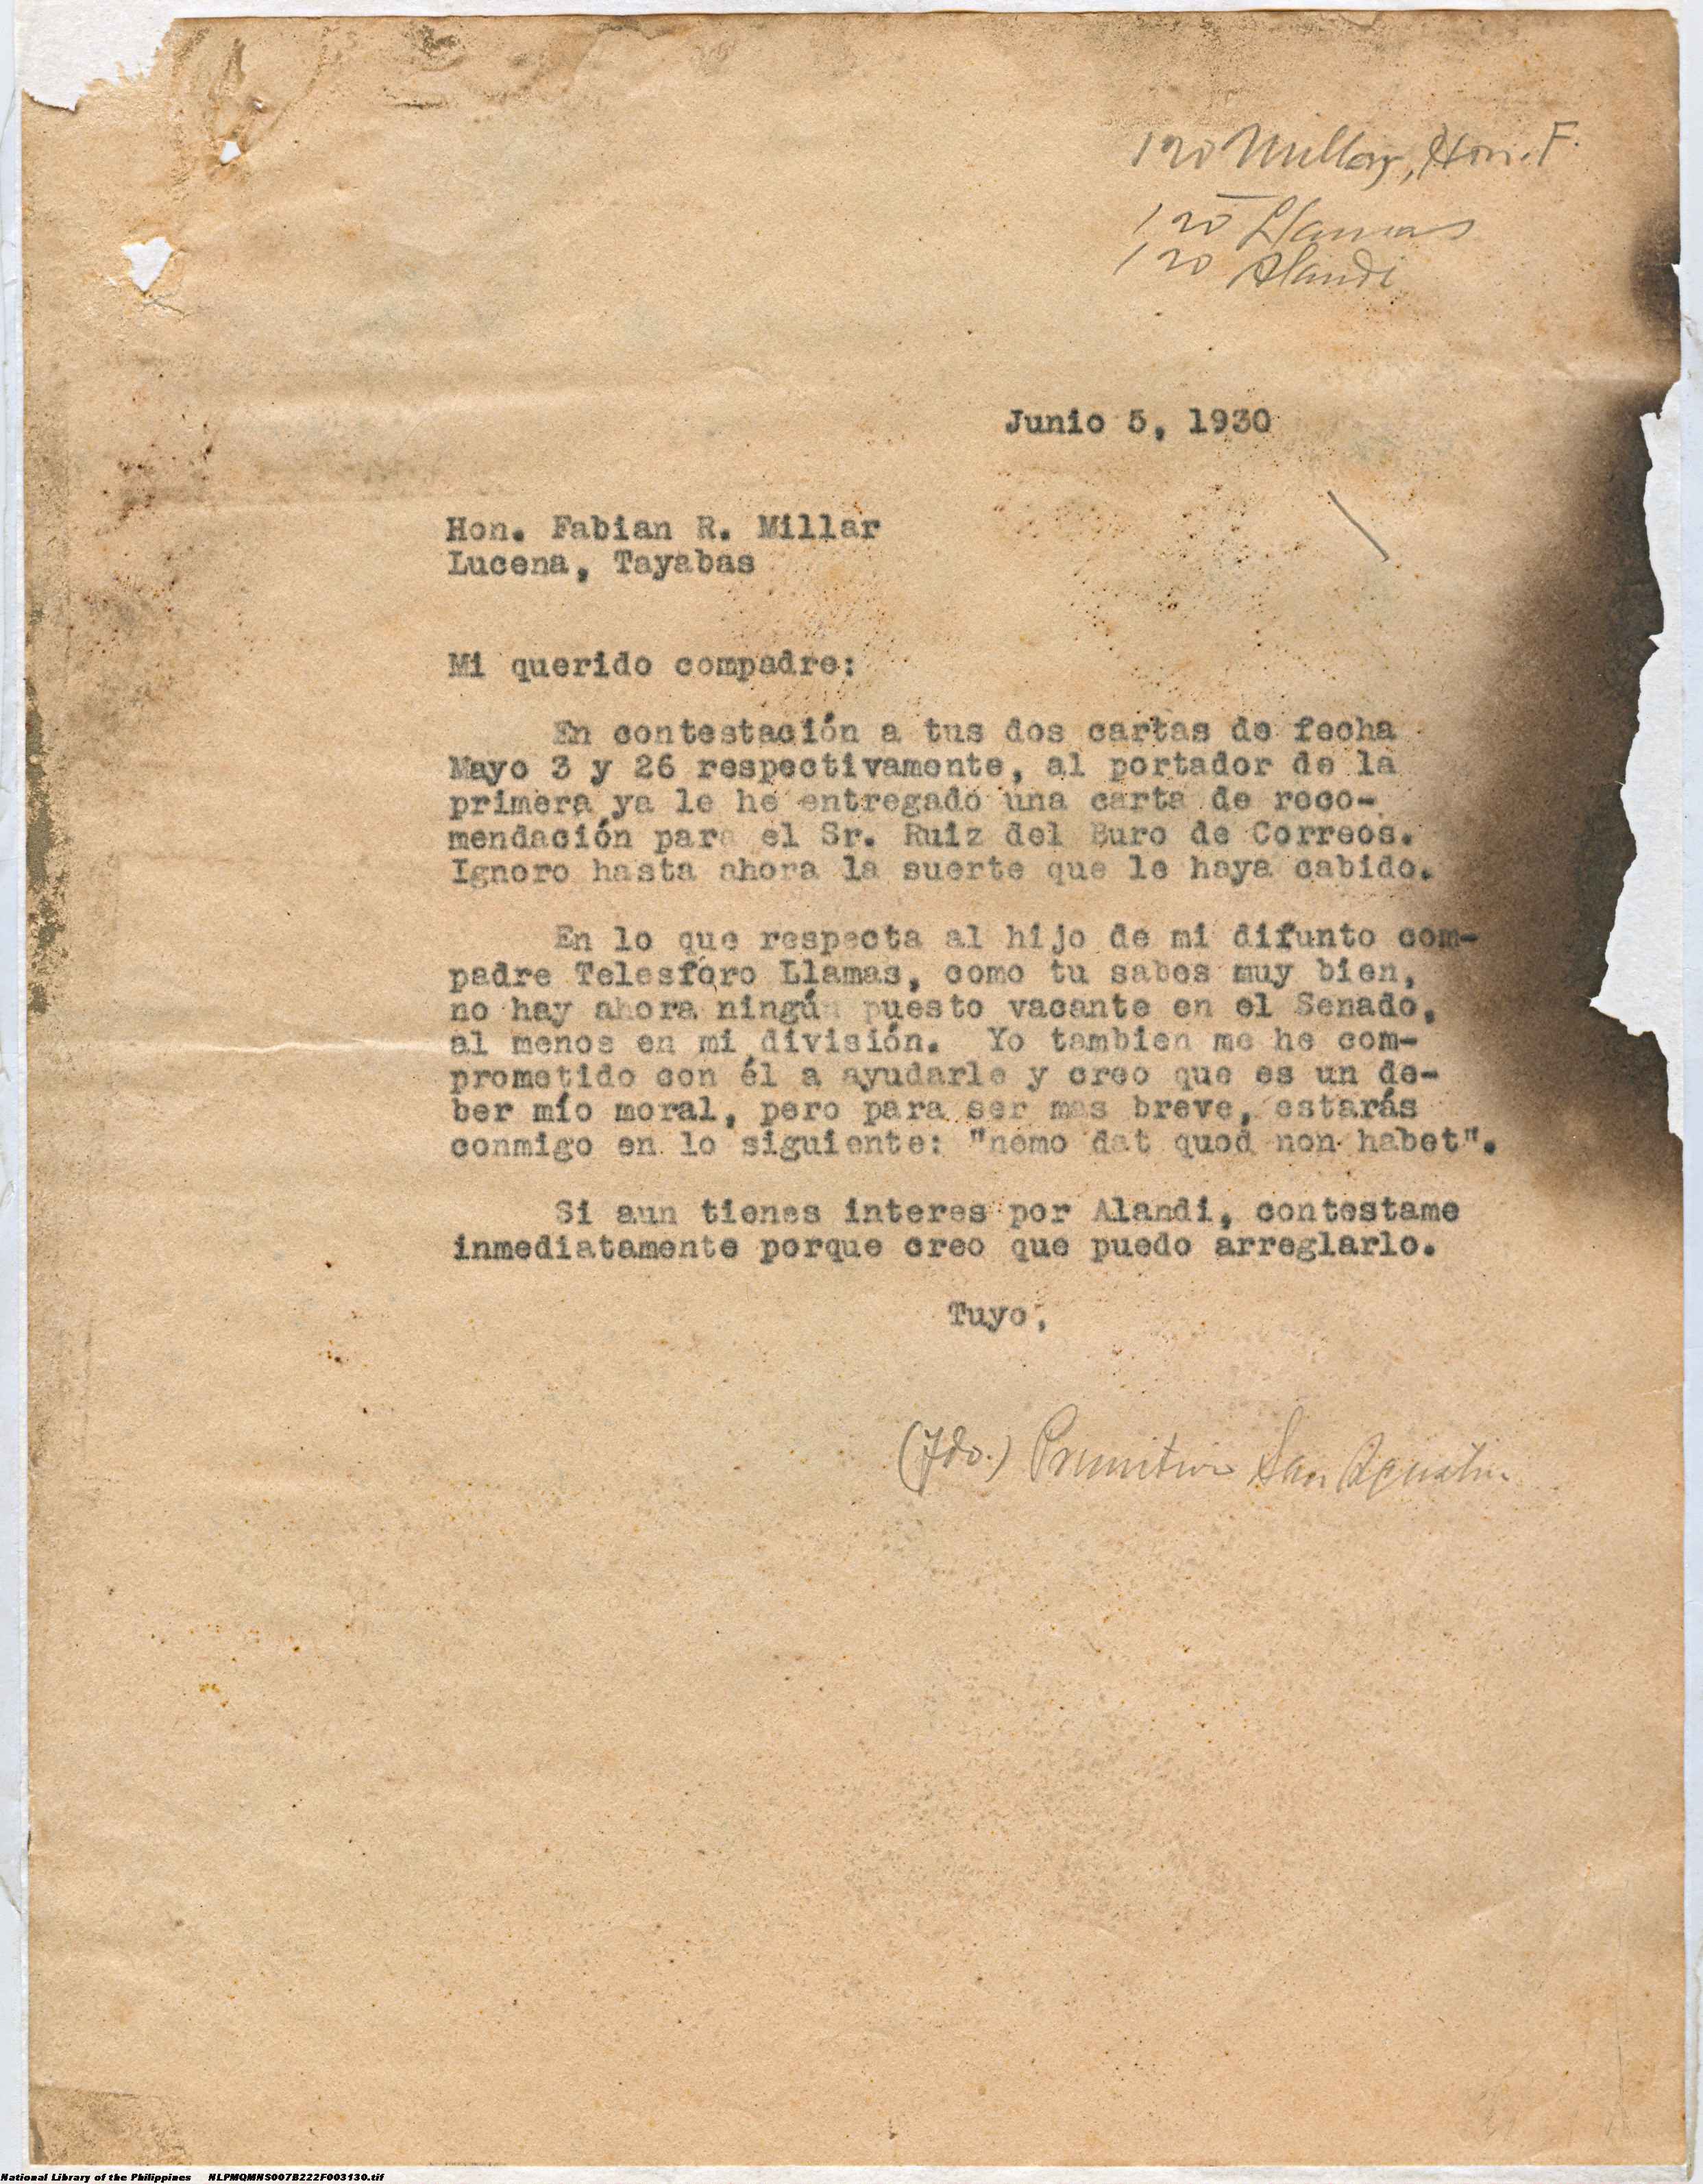 120 Millar, Hon. F.
120 Llamas
120 Alandi
Junio 5, 1930
Hon. Fabian R. Millar
Lucena, Tayabas
Mi querido compadre:
En contestación a tus dos cartas de fecha
Mayo 3 y 26 respectivamente, al portador de la
primera ya le he entregado una carta de reco-
mendación para el Sr. Ruiz del Buro de Correos.
Ignoro hasta ahora la suerte que le haya cabido.
En lo que respecta al hijo de mi difunto com-
padre Telesforo Llamas, como tu sabes muy bien,
no hay ahora ningún puesto vacante en el Senado,
al menos en mi división. Yo tambien me he com-
prometido con él a ayudarle y creo que es un de-
ber mío moral, pero para ser mas breve, estarás
conmigo en lo siguiente: "nemo dat quod non habet".
Si aun tienes interes por Alandi, contestame
inmediatamente porque creo que puedo arreglarlo.
Tuyo,
(Fdo.) Primitivo San Agustin
National Library of the Philippines NLPMQMNS007B222F003130.tif